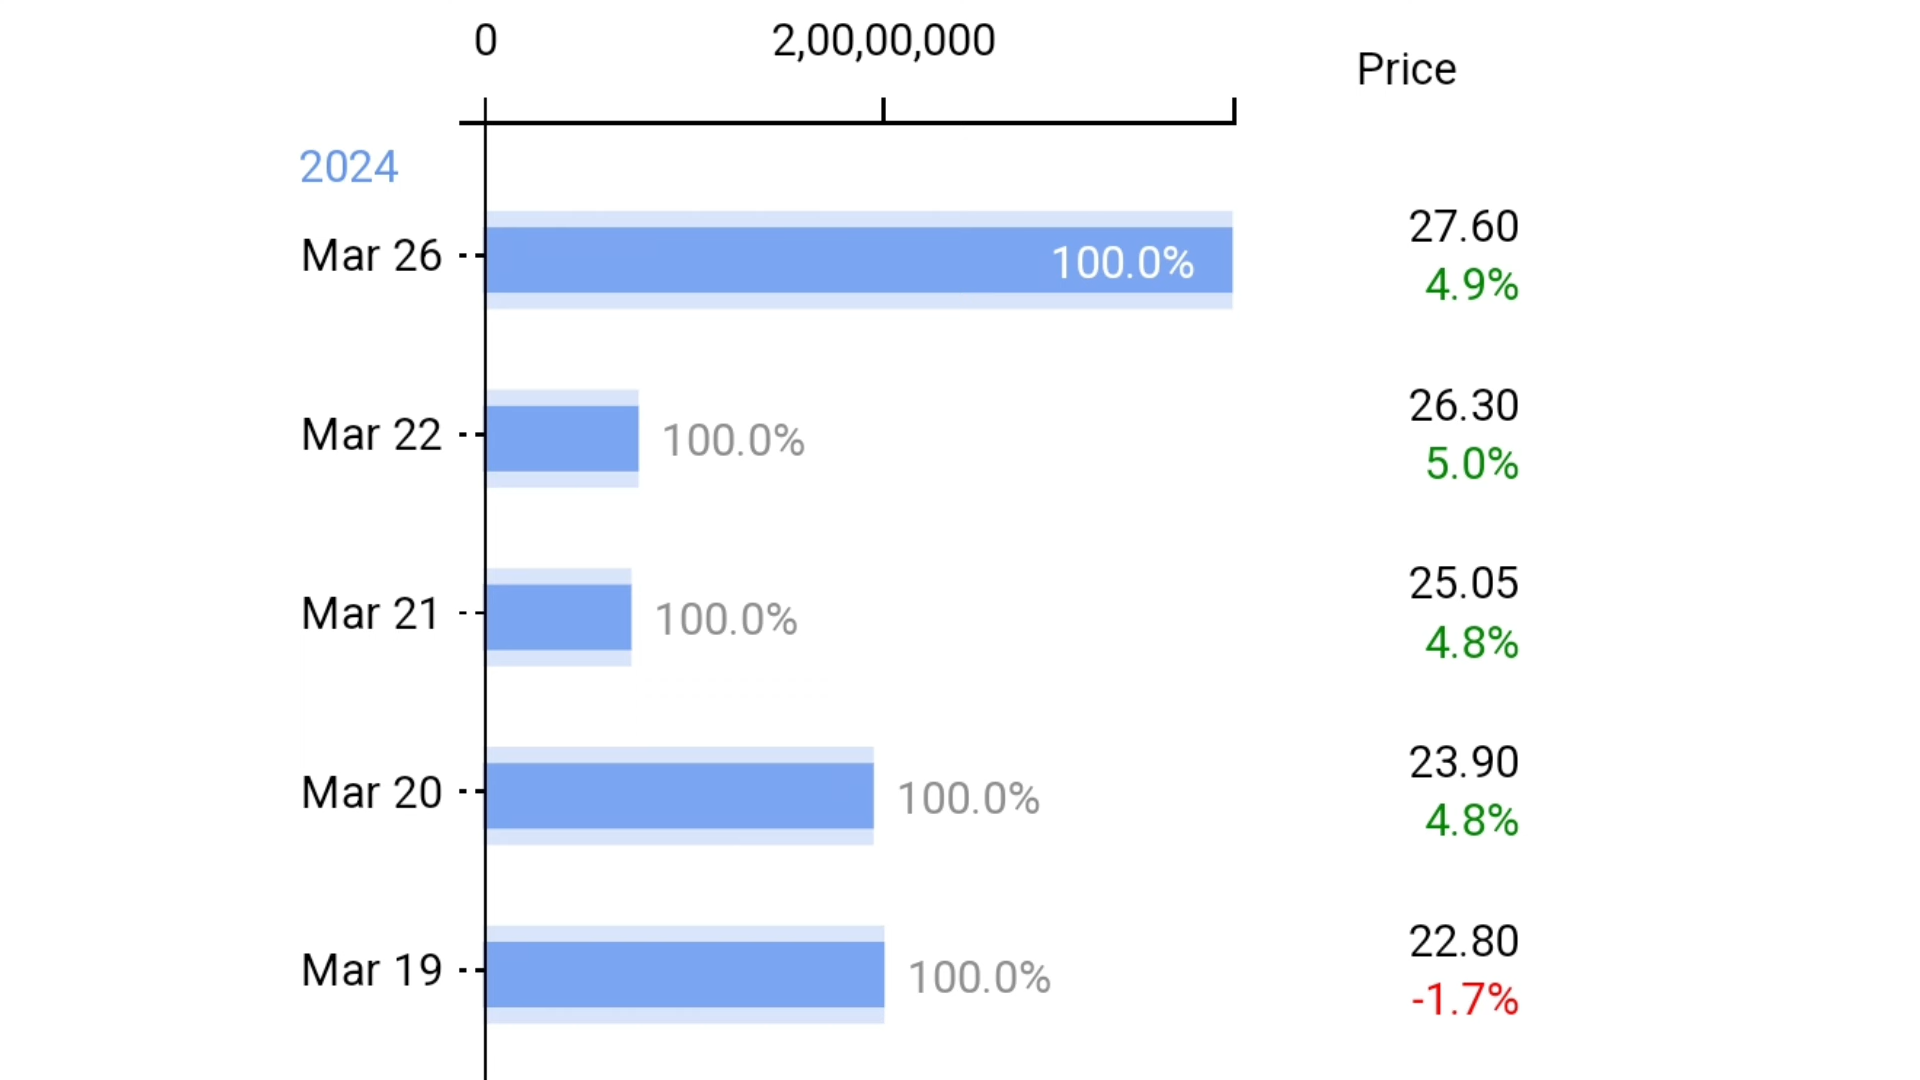 0 2,00,00,000
Price
2024
Mar 26 100.0% 27.60
4.9%
Mar 22 100.0% 26.30
5.0%
Mar 21 100.0% 25.05
4.8%
Mar 20 100.0% 23.90
4.8%
Mar 19 100.0% 22.80
-1.7%